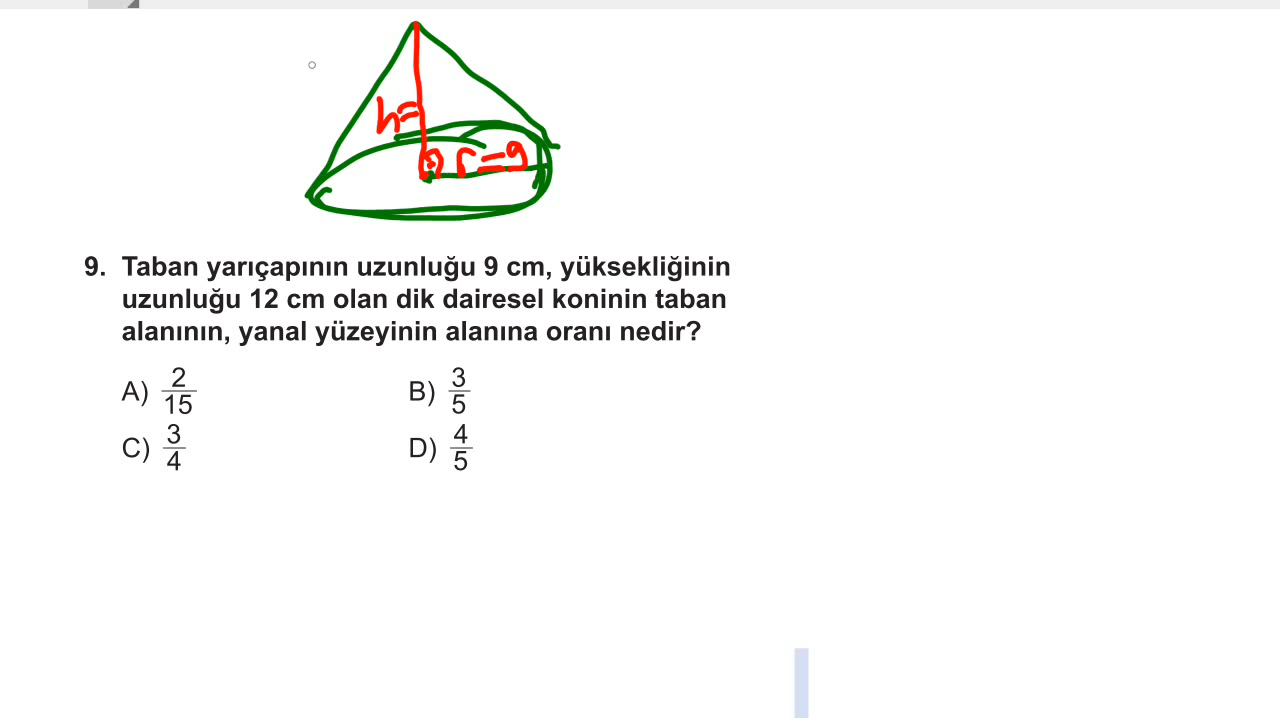 h=
r=9
9. Taban yarıçapının uzunluğu 9 cm, yüksekliğinin
uzunluğu 12 cm olan dik dairesel koninin taban
alanının, yanal yüzeyinin alanına oranı nedir?
A) 2/15 B) 3/5
C) 3/4 D) 4/5